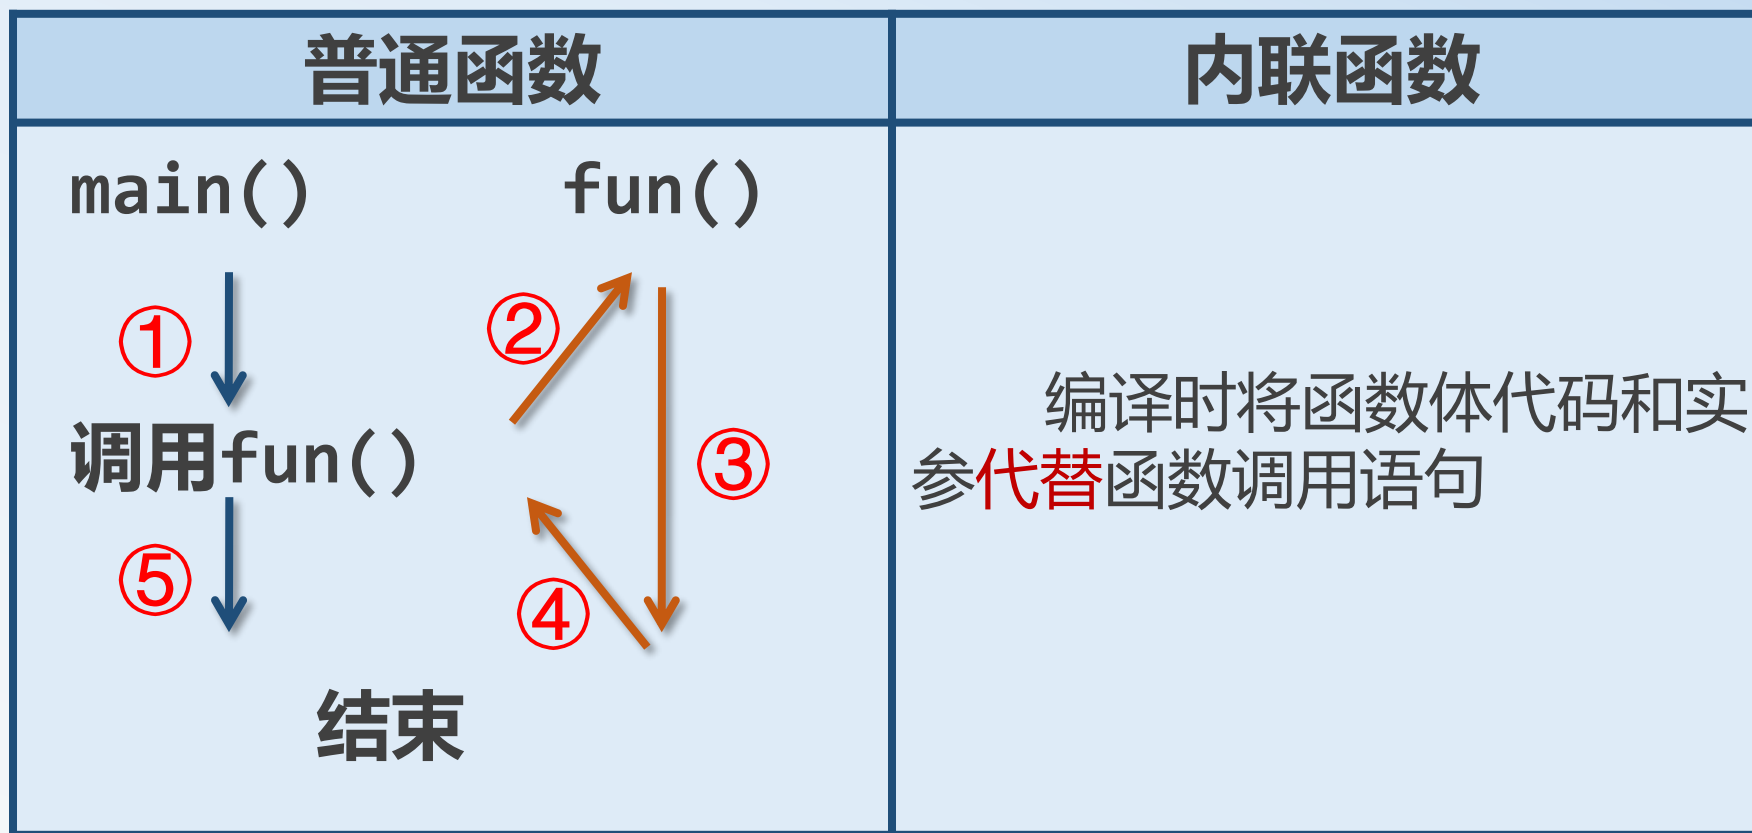 普通函数
内联函数
main()
fun()
①
②
③
调用fun()
④
⑤
结束
编译时将函数体代码和实
参代替函数调用语句